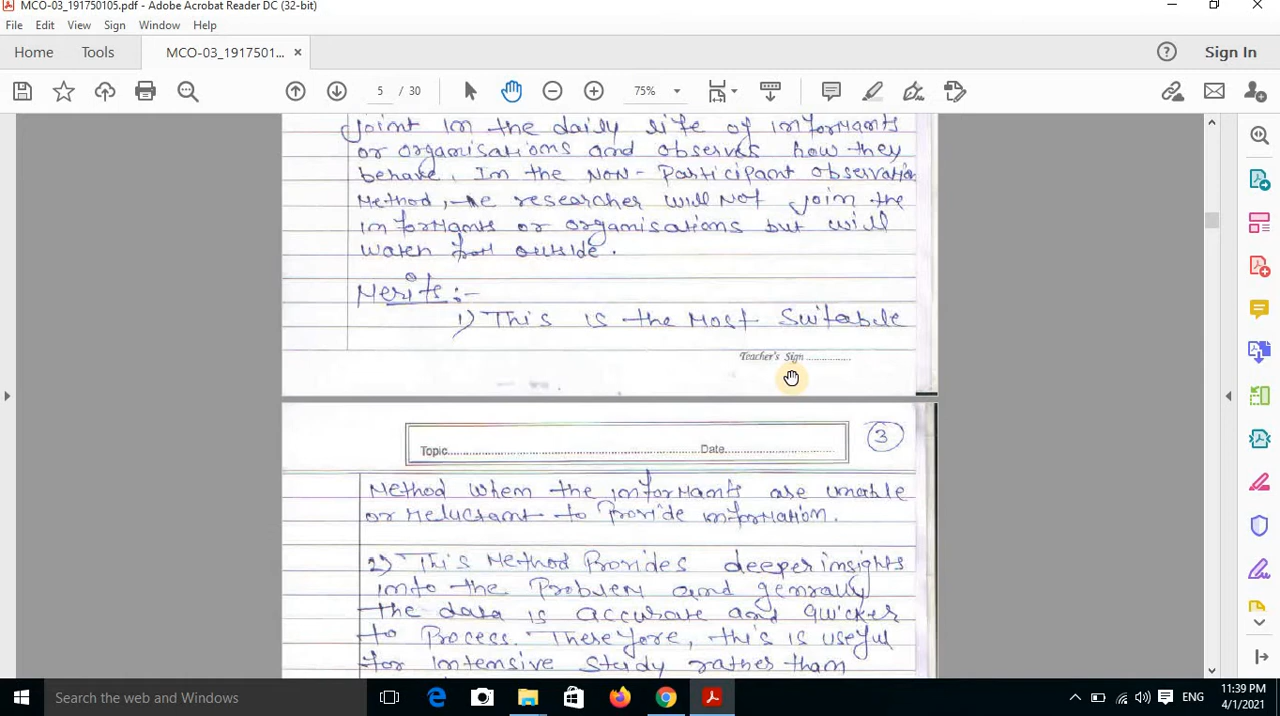 MCO-03_191750105.pdf - Adobe Acrobat Reader DC (32-bit)
File Edit View Sign Window Help
Home Tools MCO-03_1917501... × Sign In
5 / 30 75%
joint in the daily life of informants
or organisations and observes how they
behave. In the Non-Participant observation
Method, the researcher will Not join the
informants or organisations but will
watch from outside.
Merits:-
1) This is the Most Suitable
Teacher's Sign ..............
Topic.............................................................Date.................................. 3
Method when the informants are unable
or reluctant to Provide information.
2) This Method Provides deeper insights
into the Problem and genrally
the data is accurate and quicker
to Process. Therefore, this is useful
for intensive study rather than
Search the web and Windows
ENG
11:39 PM
4/1/2021